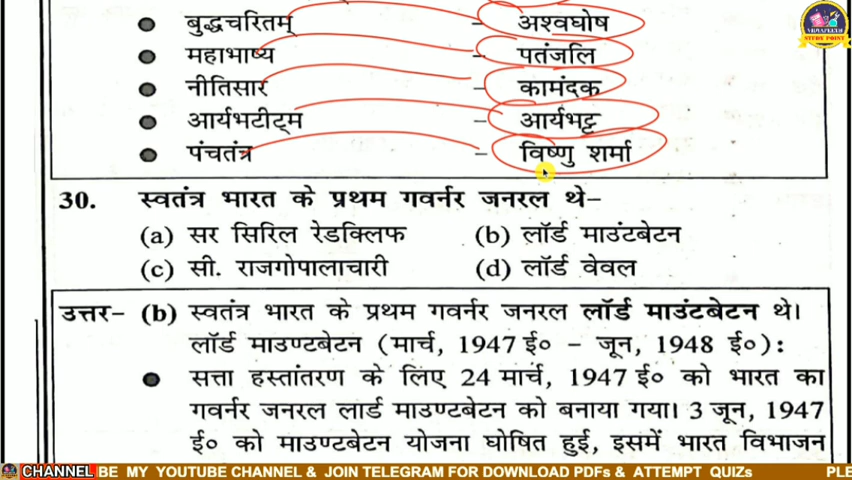 ● बुद्धचरितम् – अश्वघोष
● महाभाष्य – पतंजलि
● नीतिसार – कामंदक
● आर्यभटीट्म – आर्यभट्ट
● पंचतंत्र – विष्णु शर्मा
30. स्वतंत्र भारत के प्रथम गवर्नर जनरल थे–
(a) सर सिरिल रेडक्लिफ (b) लॉर्ड माउंटबेटन
(c) सी. राजगोपालाचारी (d) लॉर्ड वेवल
उत्तर– (b) स्वतंत्र भारत के प्रथम गवर्नर जनरल लॉर्ड माउंटबेटन थे।
लॉर्ड माउण्टबेटन (मार्च, 1947 ई० – जून, 1948 ई०) :
● सत्ता हस्तांतरण के लिए 24 मार्च, 1947 ई० को भारत का
गवर्नर जनरल लार्ड माउण्टबेटन को बनाया गया। 3 जून, 1947
ई० को माउण्टबेटन योजना घोषित हुई, इसमें भारत विभाजन
CHANNEL BE MY YOUTUBE CHANNEL & JOIN TELEGRAM FOR DOWNLOAD PDFs & ATTEMPT QUIZs PLE
STUDY POINT